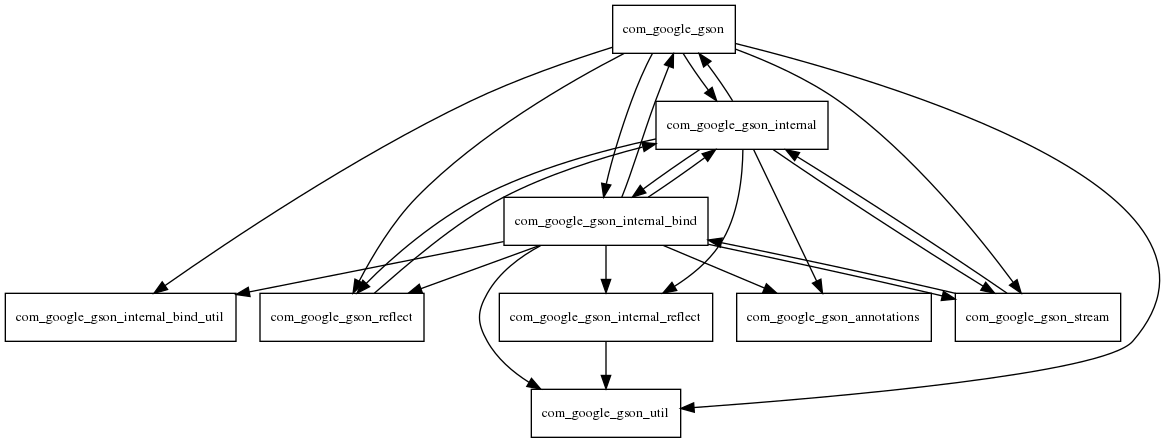 com_google_gson
com_google_gson_internal
com_google_gson_internal_bind
com_google_gson_internal_bind_util
com_google_gson_reflect
com_google_gson_internal_reflect
com_google_gson_annotations
com_google_gson_stream
com_google_gson_util